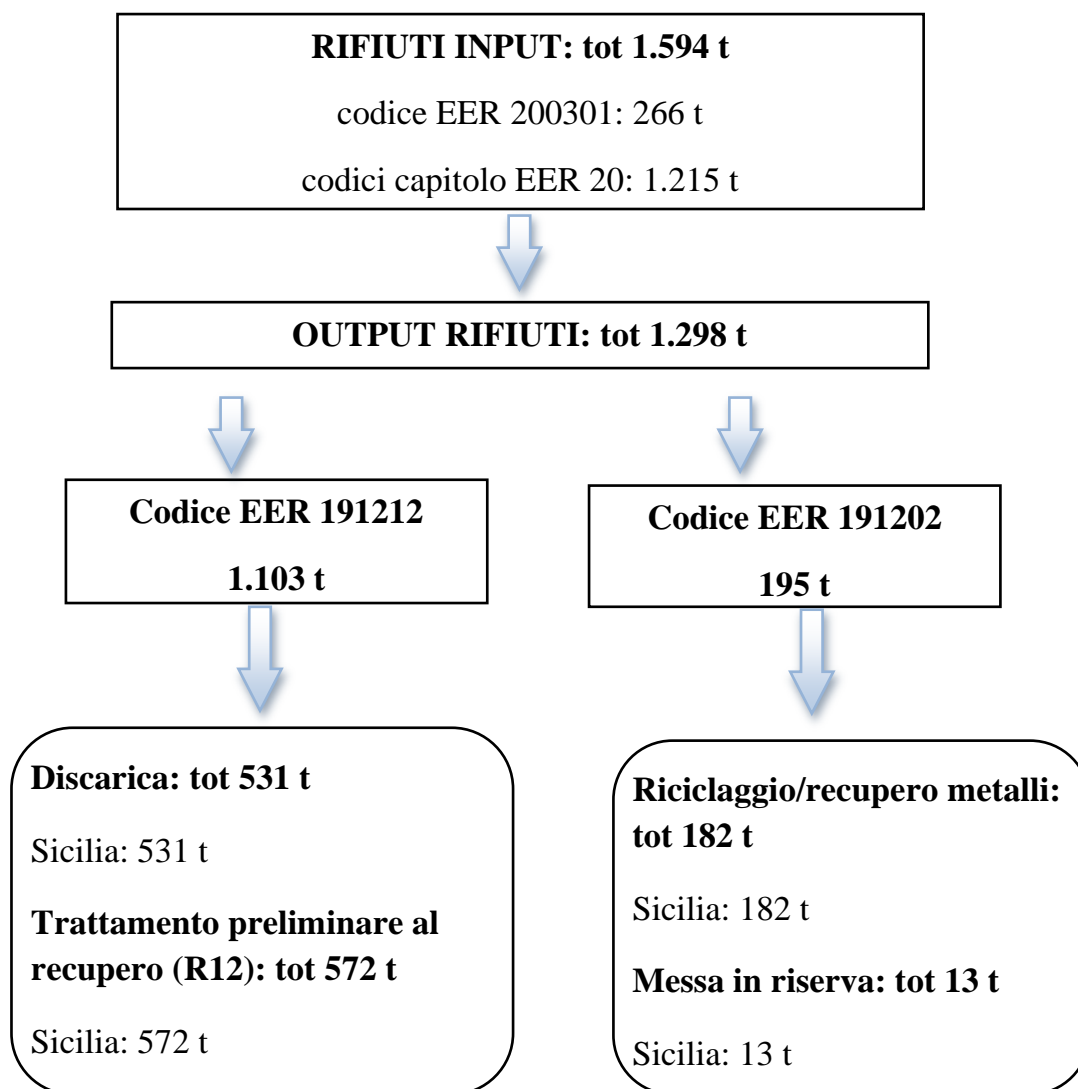 RIFIUTI INPUT: tot 1.594 t
codice EER 200301: 266 t
codici capitolo EER 20: 1.215 t
OUTPUT RIFIUTI: tot 1.298 t
Codice EER 191212
1.103 t
Codice EER 191202
195 t
Discarica: tot 531 t
Sicilia: 531 t
Trattamento preliminare al
recupero (R12): tot 572 t
Sicilia: 572 t
Riciclaggio/recupero metalli:
tot 182 t
Sicilia: 182 t
Messa in riserva: tot 13 t
Sicilia: 13 t